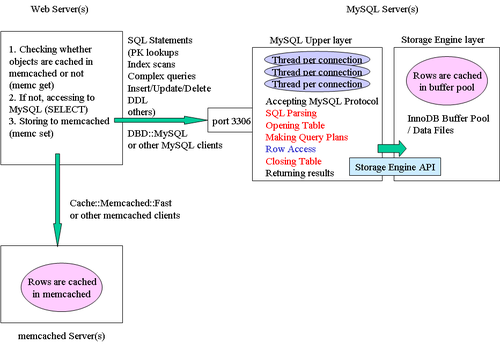 Web Server(s)
1. Checking whether
objects are cached in
memcached or not
(memc get)
2. If not, accessing to
MySQL (SELECT)
3. Storing to memcached
(memc set)
SQL Statements
(PK lookups
Index scans
Complex queries
Insert/Update/Delete
DDL
others)
DBD::MySQL
or other MySQL clients
port 3306
MySQL Server(s)
MySQL Upper layer
Thread per connection
Thread per connection
Thread per connection
Accepting MySQL Protocol
SQL Parsing
Opening Table
Making Query Plans
Row Access
Closing Table
Returning results
Storage Engine API
Storage Engine layer
Rows are cached
in buffer pool
InnoDB Buffer Pool
/ Data Files
Cache::Memcached::Fast
or other memcached clients
Rows are cached
in memcached
memcached Server(s)